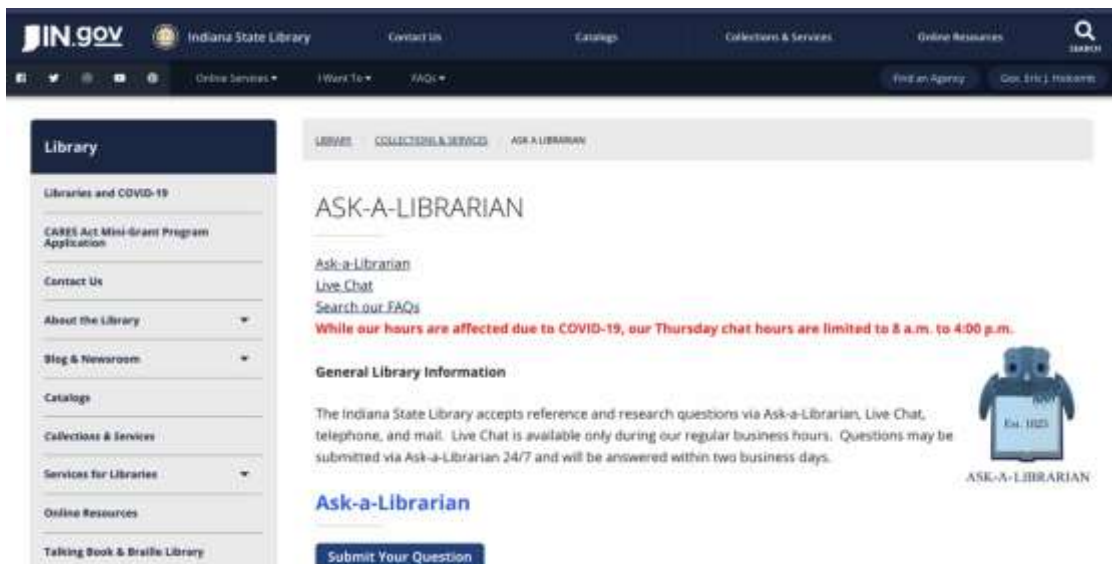 IN.gov
Indiana State Library
Contact Us
Catalogs
Collections & Services
Online Resources
SEARCH
Online Services
I Want To
FAQs
Find an Agency
Gov. Eric J. Holcomb
Library
LIBRARY COLLECTIONS & SERVICES ASK A LIBRARIAN
Libraries and COVID-19
CARES Act Mini-Grant Program
Application
Contact Us
About the Library
Blog & Newsroom
Catalogs
Collections & Services
Services for Libraries
Online Resources
Talking Book & Braille Library
ASK-A-LIBRARIAN
Ask-a-Librarian
Live Chat
Search our FAQs
While our hours are affected due to COVID-19, our Thursday chat hours are limited to 8 a.m. to 4:00 p.m.
General Library Information
The Indiana State Library accepts reference and research questions via Ask-a-Librarian, Live Chat,
telephone, and mail. Live Chat is available only during our regular business hours. Questions may be
submitted via Ask-a-Librarian 24/7 and will be answered within two business days.
Est. 1825
ASK-A-LIBRARIAN
Ask-a-Librarian
Submit Your Question